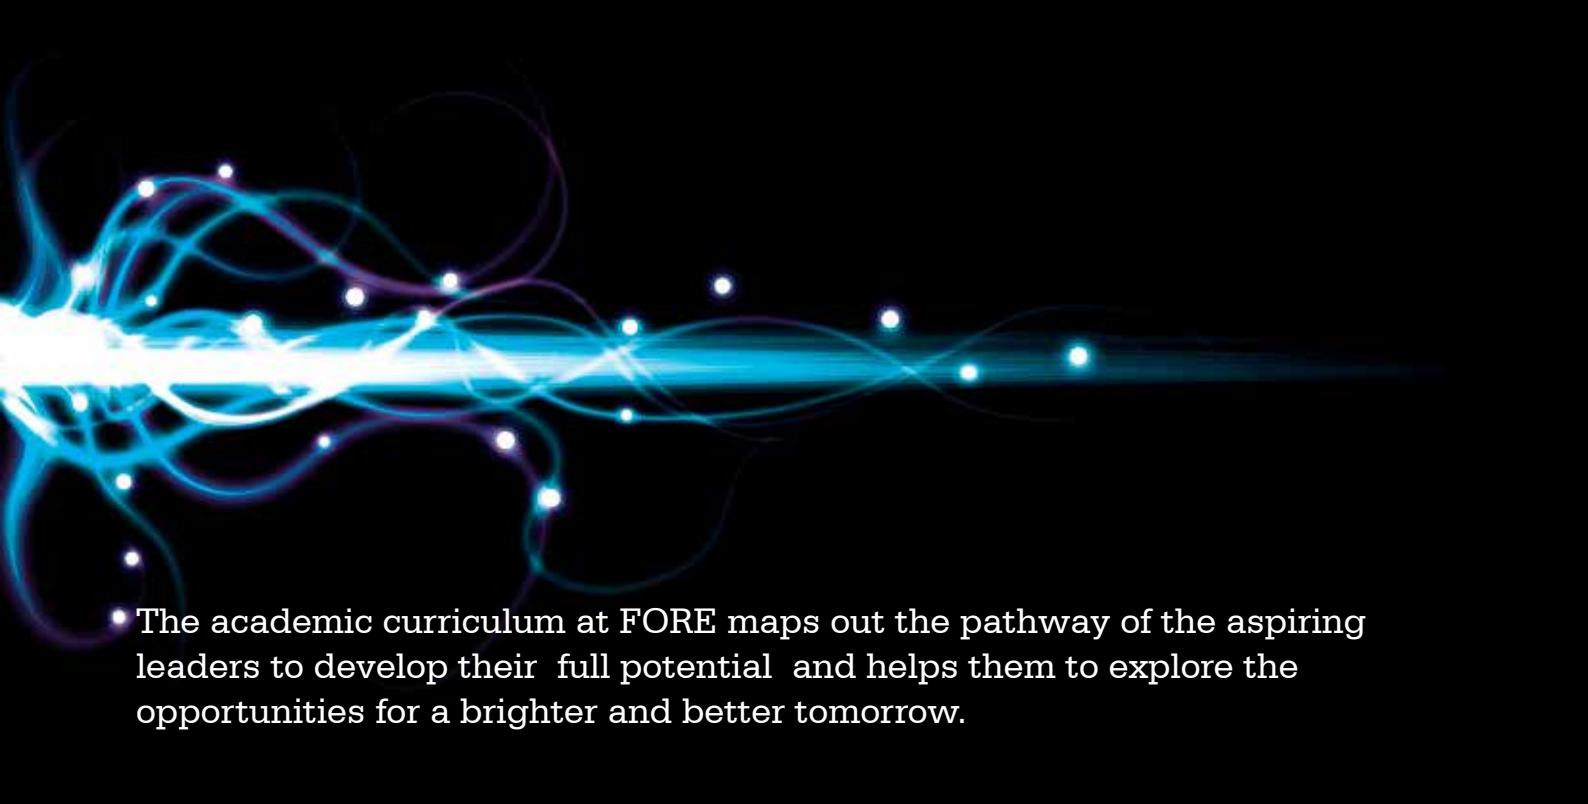 The academic curriculum at FORE maps out the pathway of the aspiring
leaders to develop their  full potential  and helps them to explore the
opportunities for a brighter and better tomorrow.